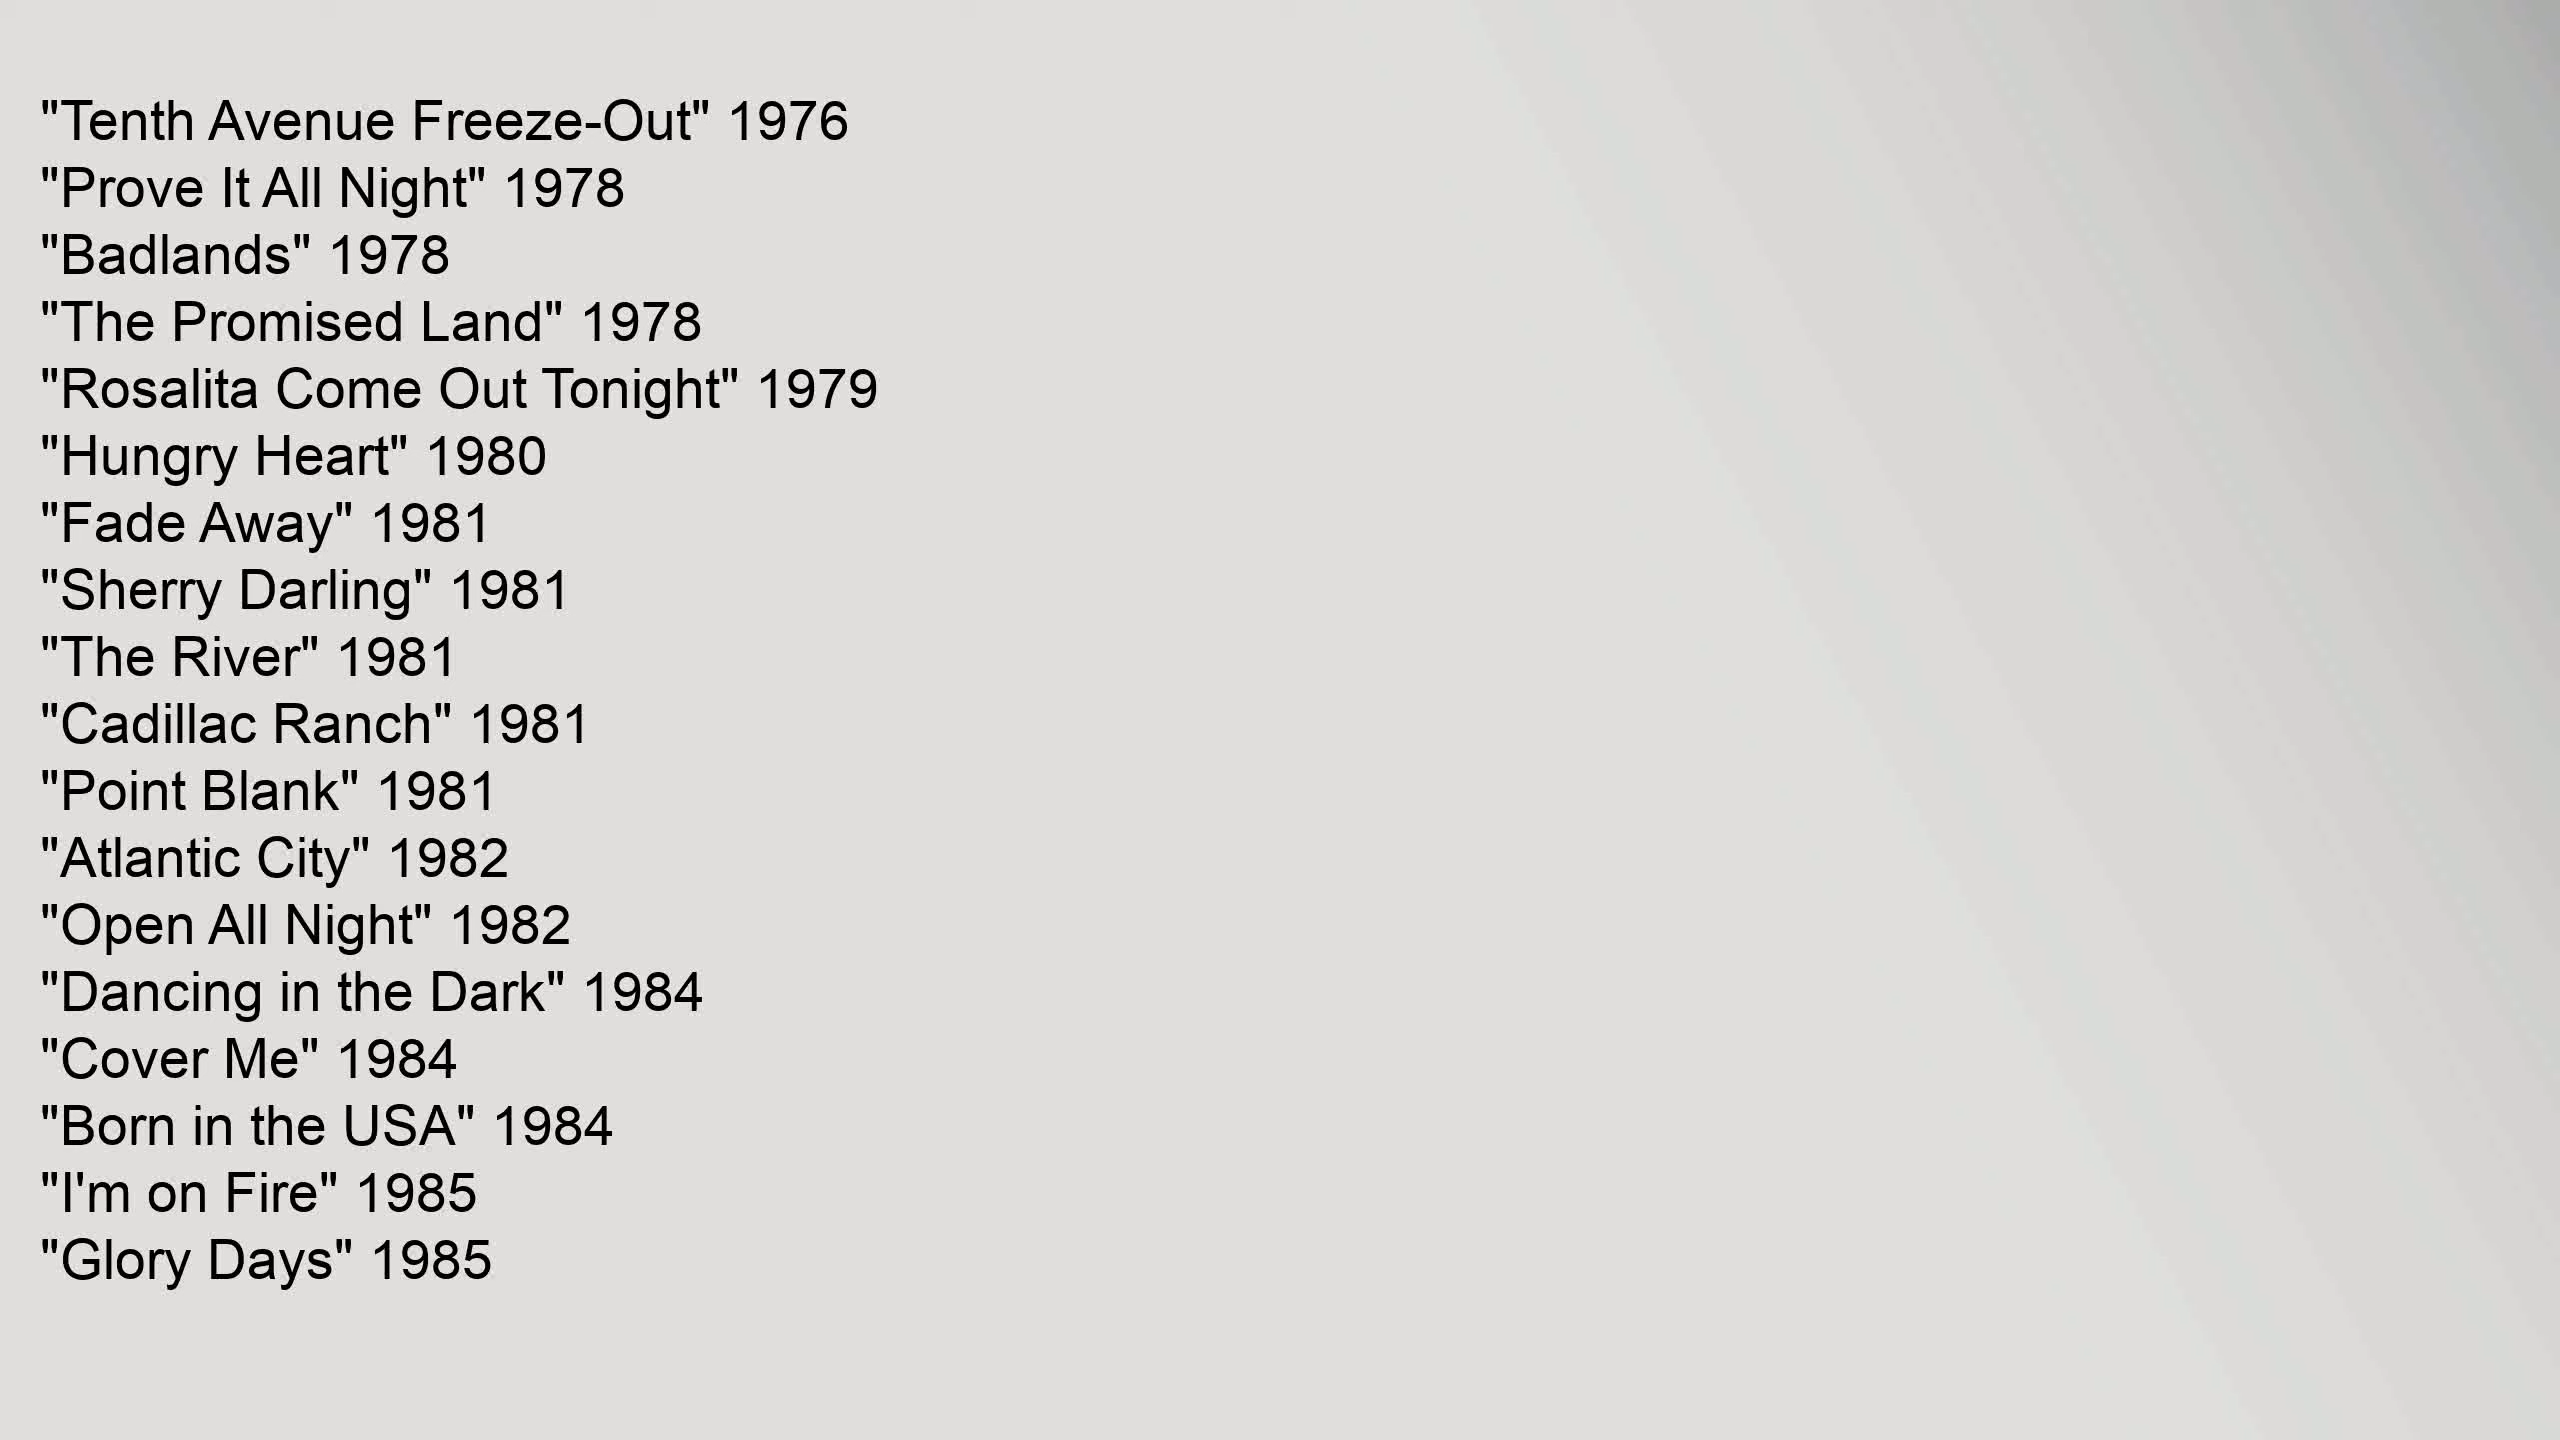 "Tenth Avenue Freeze-Out" 1976
"Prove It All Night" 1978
"Badlands" 1978
"The Promised Land" 1978
"Rosalita Come Out Tonight" 1979
"Hungry Heart" 1980
"Fade Away" 1981
"Sherry Darling" 1981
"The River" 1981
"Cadillac Ranch" 1981
"Point Blank" 1981
"Atlantic City" 1982
"Open All Night" 1982
"Dancing in the Dark" 1984
"Cover Me" 1984
"Born in the USA" 1984
"I'm on Fire" 1985
"Glory Days" 1985